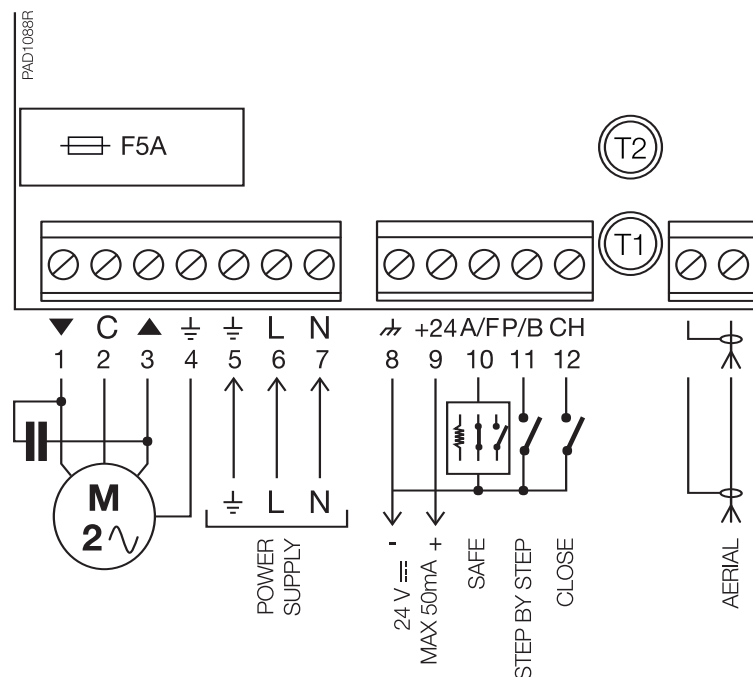 PAD1088R
F5A
T2
T1
▼ C ▲ ⏚ ⏚ L N
1 2 3 4 5 6 7
+24 A/F P/B CH
8 9 10 11 12
M
2
⏚ L N
POWER
SUPPLY
- +
24 V
MAX 50mA
SAFE
STEP BY STEP
CLOSE
AERIAL